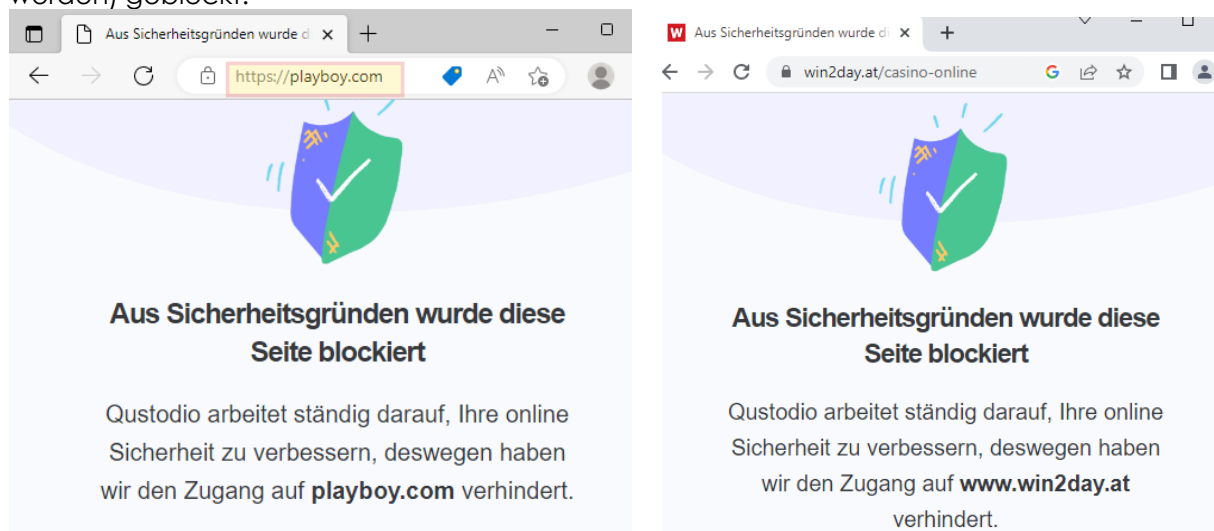 werden) geblockt.
Aus Sicherheitsgründen wurde d
https://playboy.com
Aus Sicherheitsgründen wurde diese
Seite blockiert
Qustodio arbeitet ständig darauf, Ihre online
Sicherheit zu verbessern, deswegen haben
wir den Zugang auf playboy.com verhindert.
W Aus Sicherheitsgründen wurde di
win2day.at/casino-online
Aus Sicherheitsgründen wurde diese
Seite blockiert
Qustodio arbeitet ständig darauf, Ihre online
Sicherheit zu verbessern, deswegen haben
wir den Zugang auf www.win2day.at
verhindert.